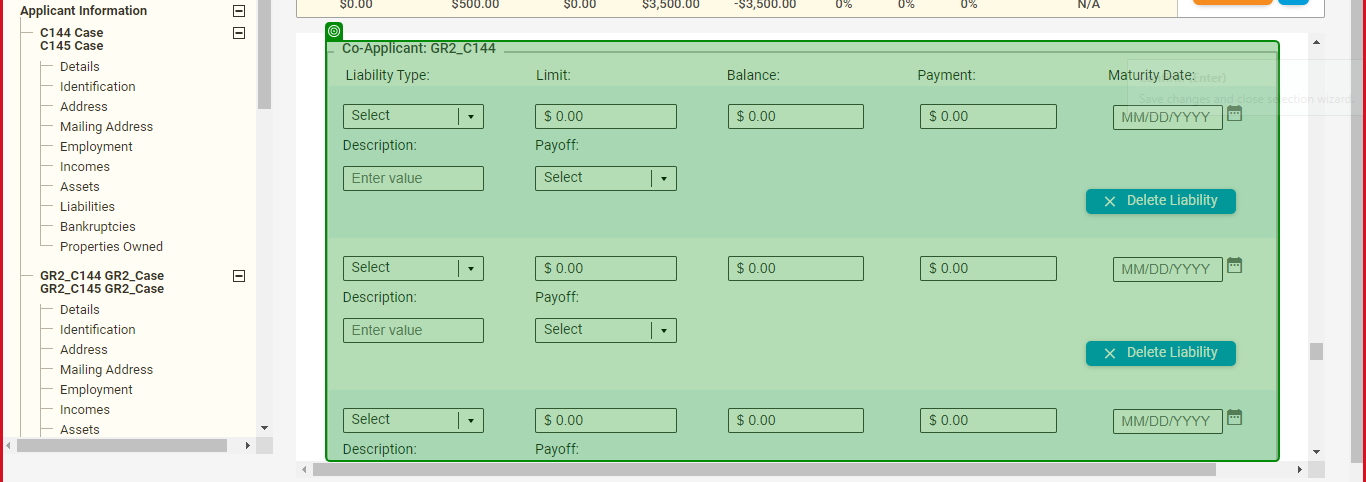 Applicant Information
C144 Case
C145 Case
Details
Identification
Address
Mailing Address
Employment
Incomes
Assets
Liabilities
Bankruptcies
Properties Owned
GR2_C144 GR2_Case
GR2_C145 GR2_Case
Details
Identification
Address
Mailing Address
Employment
Incomes
Assets
$0.00 $500.00 $0.00 $3,500.00 -$3,500.00 0% 0% 0% N/A
Co-Applicant: GR2_C144
Liability Type: Limit: Balance: Payment: Maturity Date:
Enter)
Save changes and close selection wizard.
Select $ 0.00 $ 0.00 $ 0.00 MM/DD/YYYY
Description: Payoff:
Enter value Select
Delete Liability
Select $ 0.00 $ 0.00 $ 0.00 MM/DD/YYYY
Description: Payoff:
Enter value Select
Delete Liability
Select $ 0.00 $ 0.00 $ 0.00 MM/DD/YYYY
Description: Payoff: